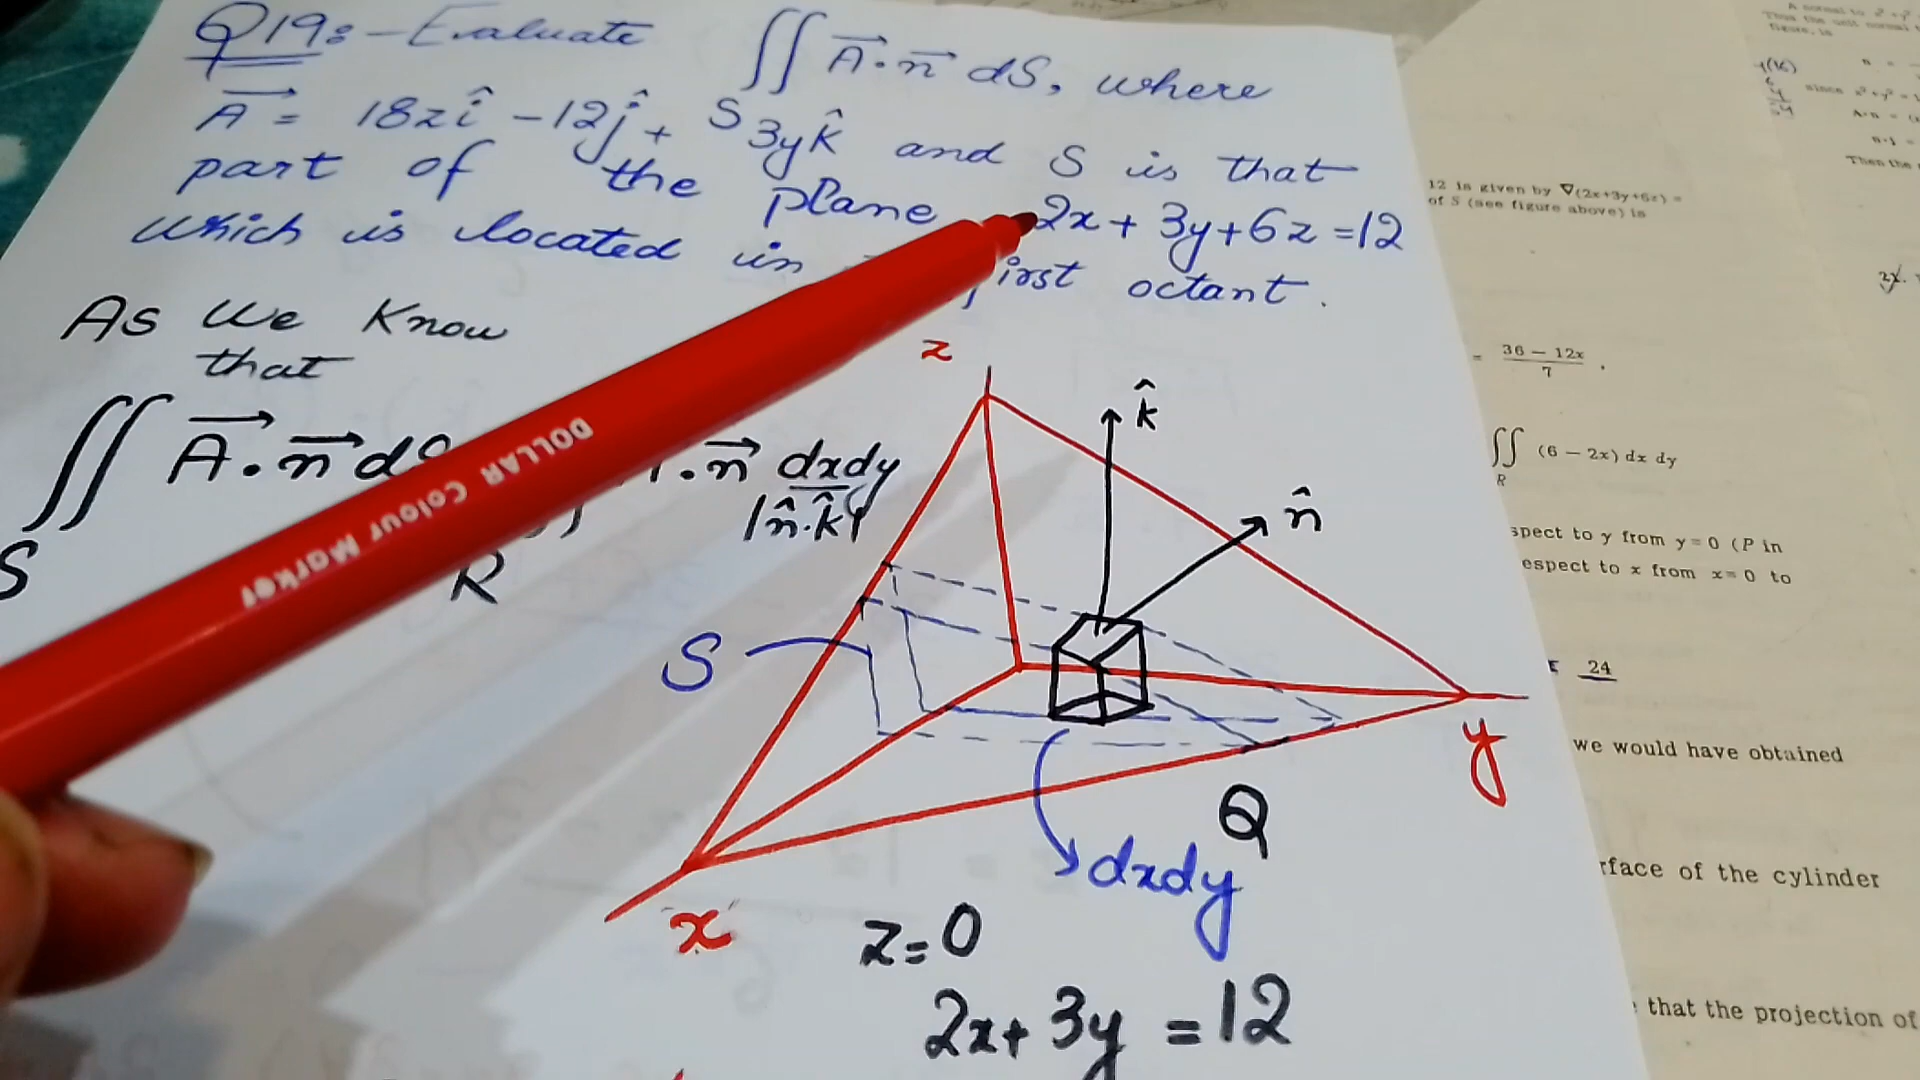 Q19:- Evaluate ∬ A⃗·n⃗ dS, where
S
A⃗ = 18zî - 12ĵ + 3yk̂ and S is that
part of the plane 2x + 3y + 6z = 12
which is located in irst octant.
As we know
that
∬ A⃗·n⃗ dS
S
·n⃗ dxdy
|n̂·k̂|
R
z
k̂
n̂
S
y
Q
dxdy
x
z=0
2x+ 3y = 12
DOLLAR Colour Marker
12 is given by ∇(2x+3y+6z) =
of S (see figure above) is
= 36 − 12x
7
∬ (6 − 2x) dx dy
R
spect to y from y=0 (P in
espect to x from x=0 to
24
we would have obtained
rface of the cylinder
that the projection of